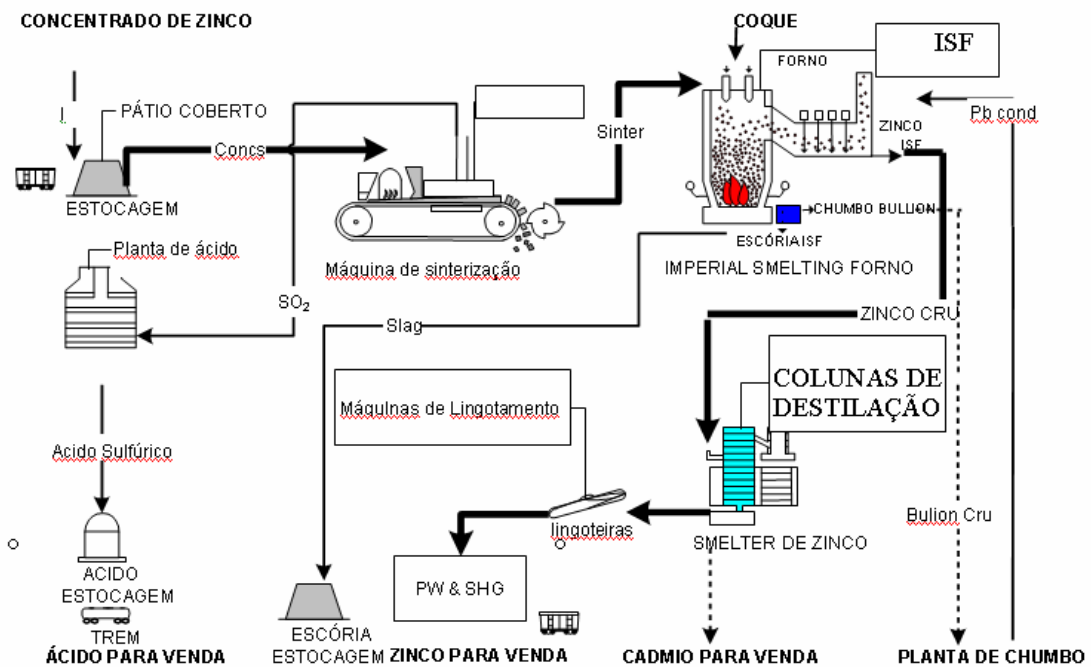 CONCENTRADO DE ZINCO
COQUE
ISF
FORNO
PÁTIO COBERTO
Pb cond
Sinter
ZINCO
ISF
Concs
ESTOCAGEM
CHUMBO BULLION
ESCÓRIA ISF
Planta de ácido
Máquina de sinterização
IMPERIAL SMELTING FORNO
SO₂
Slag
ZINCO CRU
COLUNAS DE
DESTILAÇÃO
Máquinas de Lingotamento
Acido Sulfúrico
Bulion Cru
lingoteiras
SMELTER DE ZINCO
ACIDO
ESTOCAGEM
PW & SHG
TREM
ESCÓRIA
ESTOCAGEM
ÁCIDO PARA VENDA
ZINCO PARA VENDA
CADMIO PARA VENDA
PLANTA DE CHUMBO